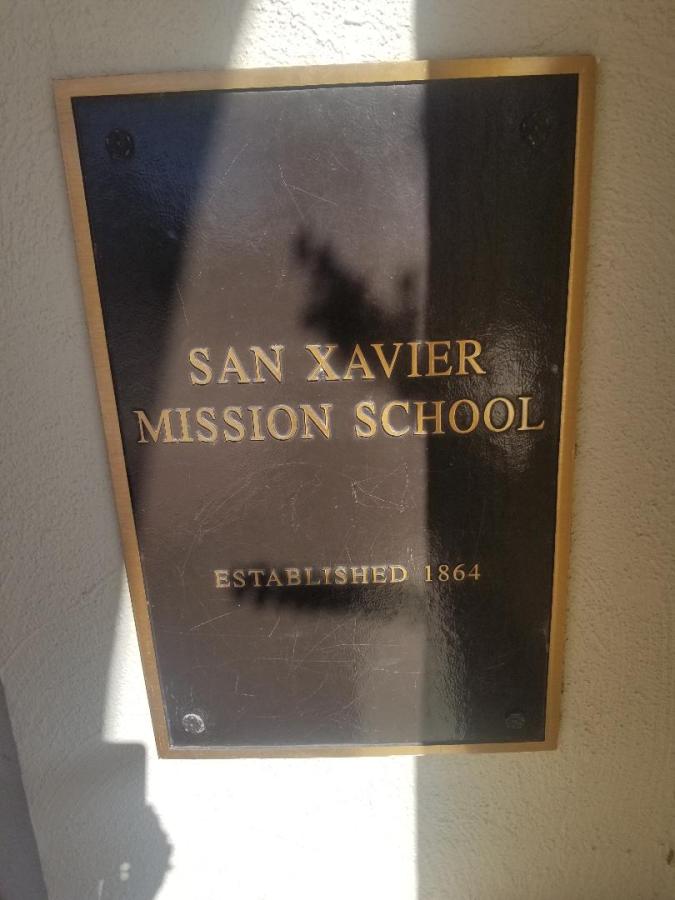 SAN XAVIER
MISSION SCHOOL
ESTABLISHED 1864